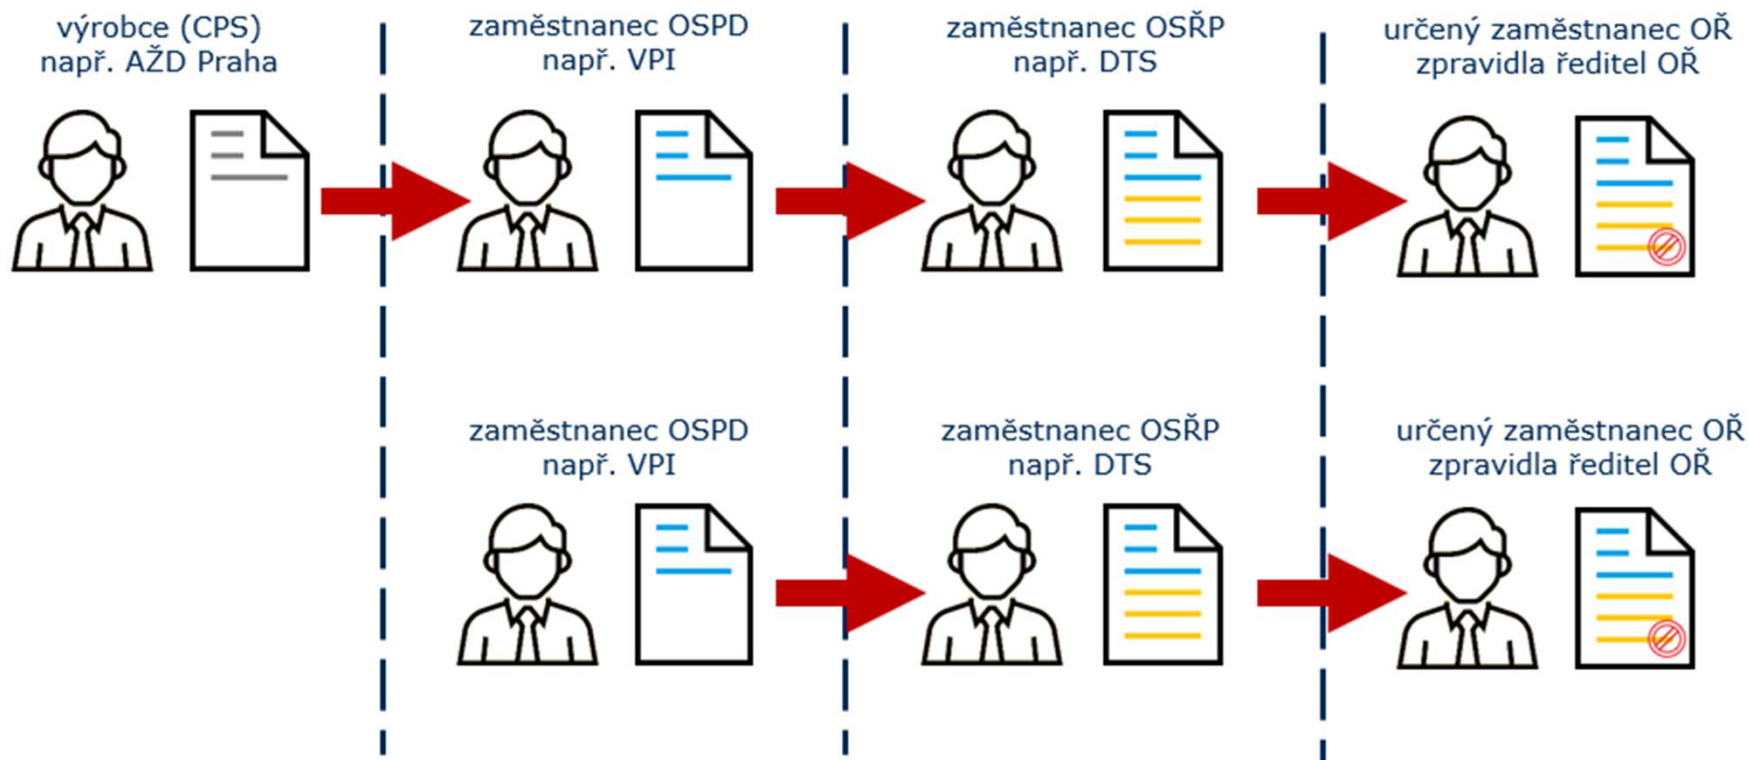 výrobce (CPS)
např. AŽD Praha
zaměstnanec OSPD
např. VPI
zaměstnanec OSŘP
např. DTS
určený zaměstnanec OŘ
zpravidla ředitel OŘ
zaměstnanec OSPD
např. VPI
zaměstnanec OSŘP
např. DTS
určený zaměstnanec OŘ
zpravidla ředitel OŘ